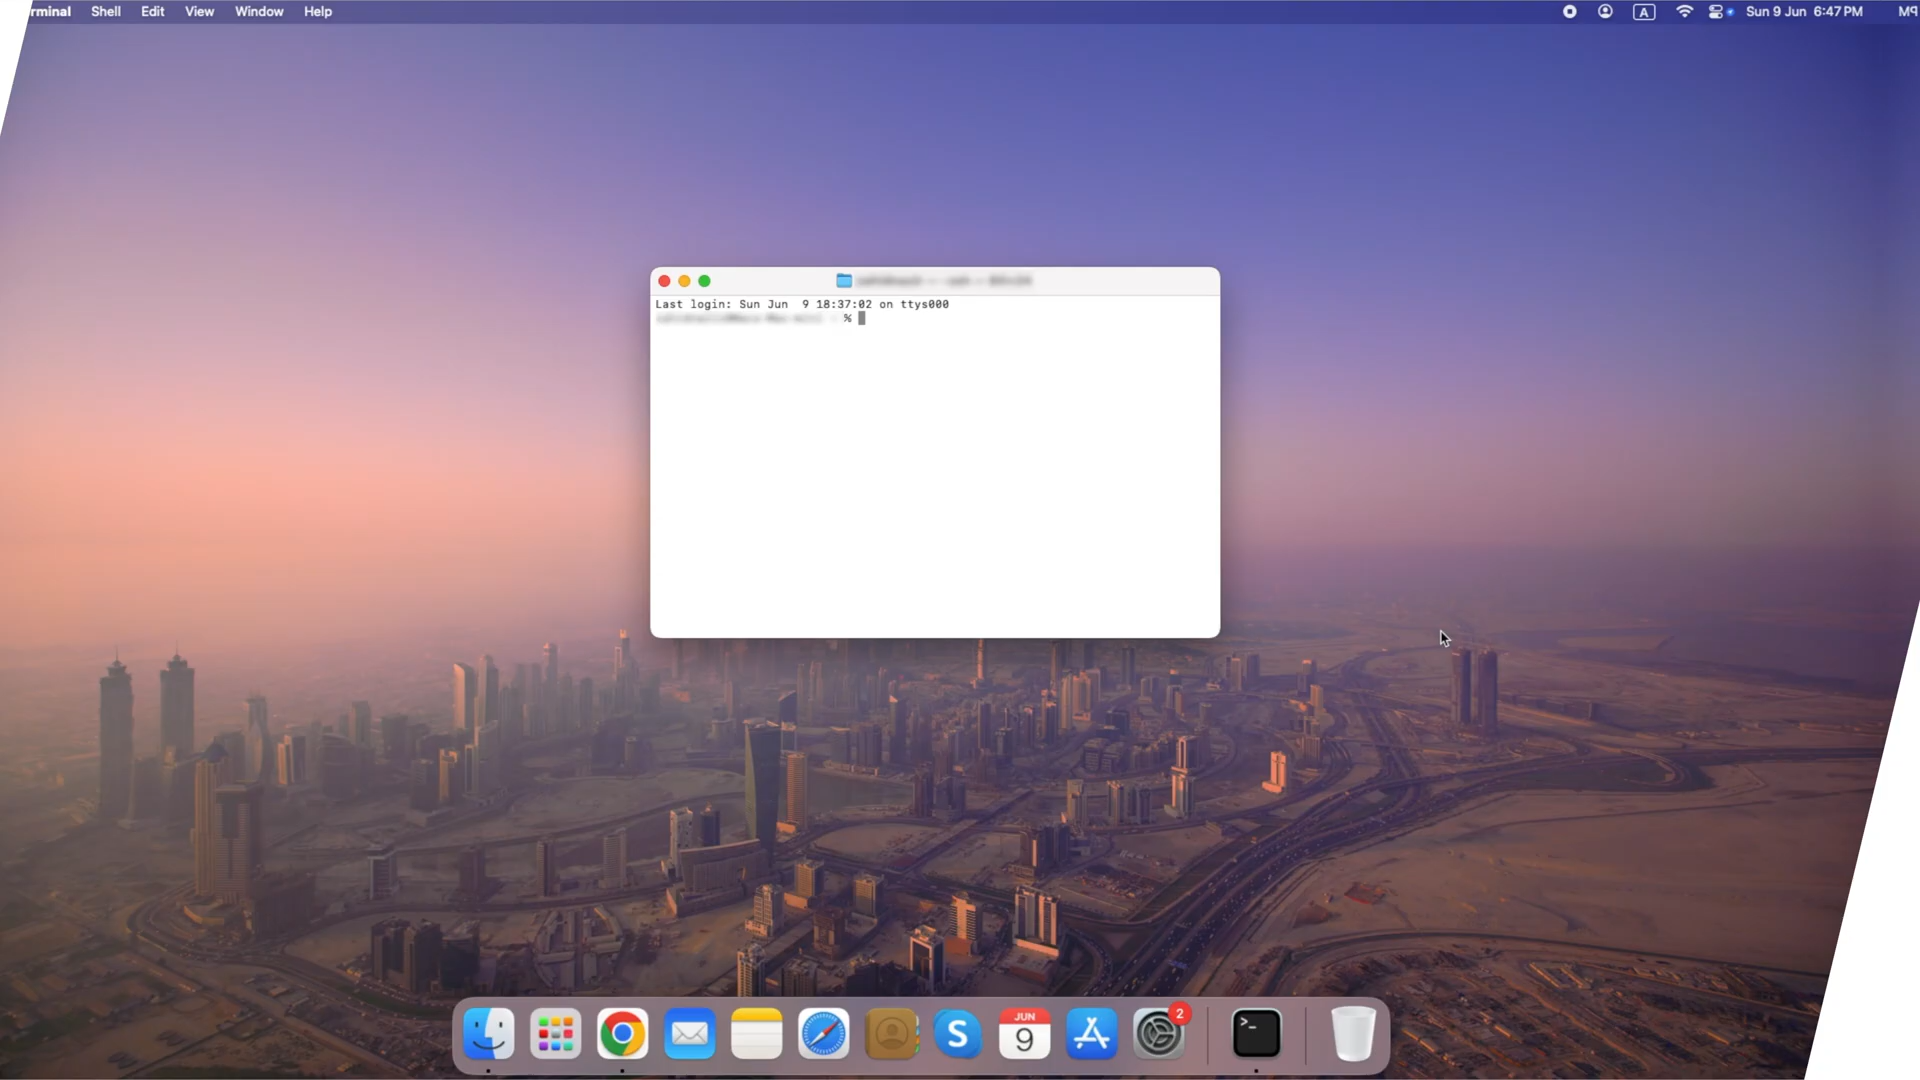 Shell Edit View Window Help
A Sun 9 Jun 6:47 PM
Last login: Sun Jun  9 18:37:02 on ttys000
%
S
JUN
9
2
>_